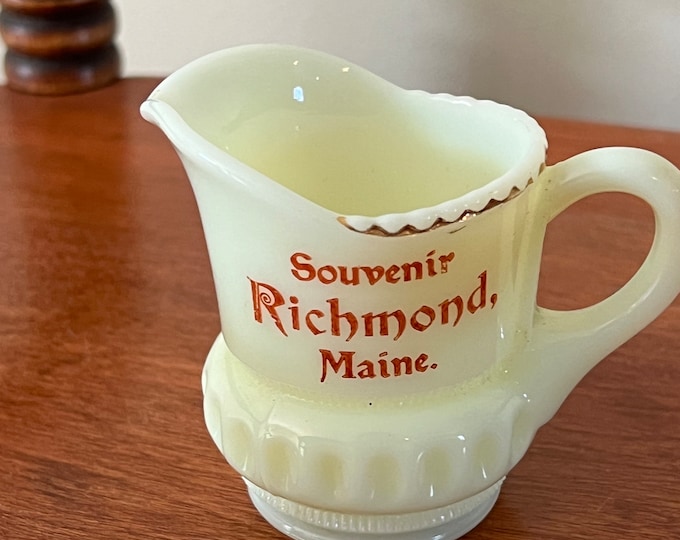 Souvenir
Richmond,
Maine.